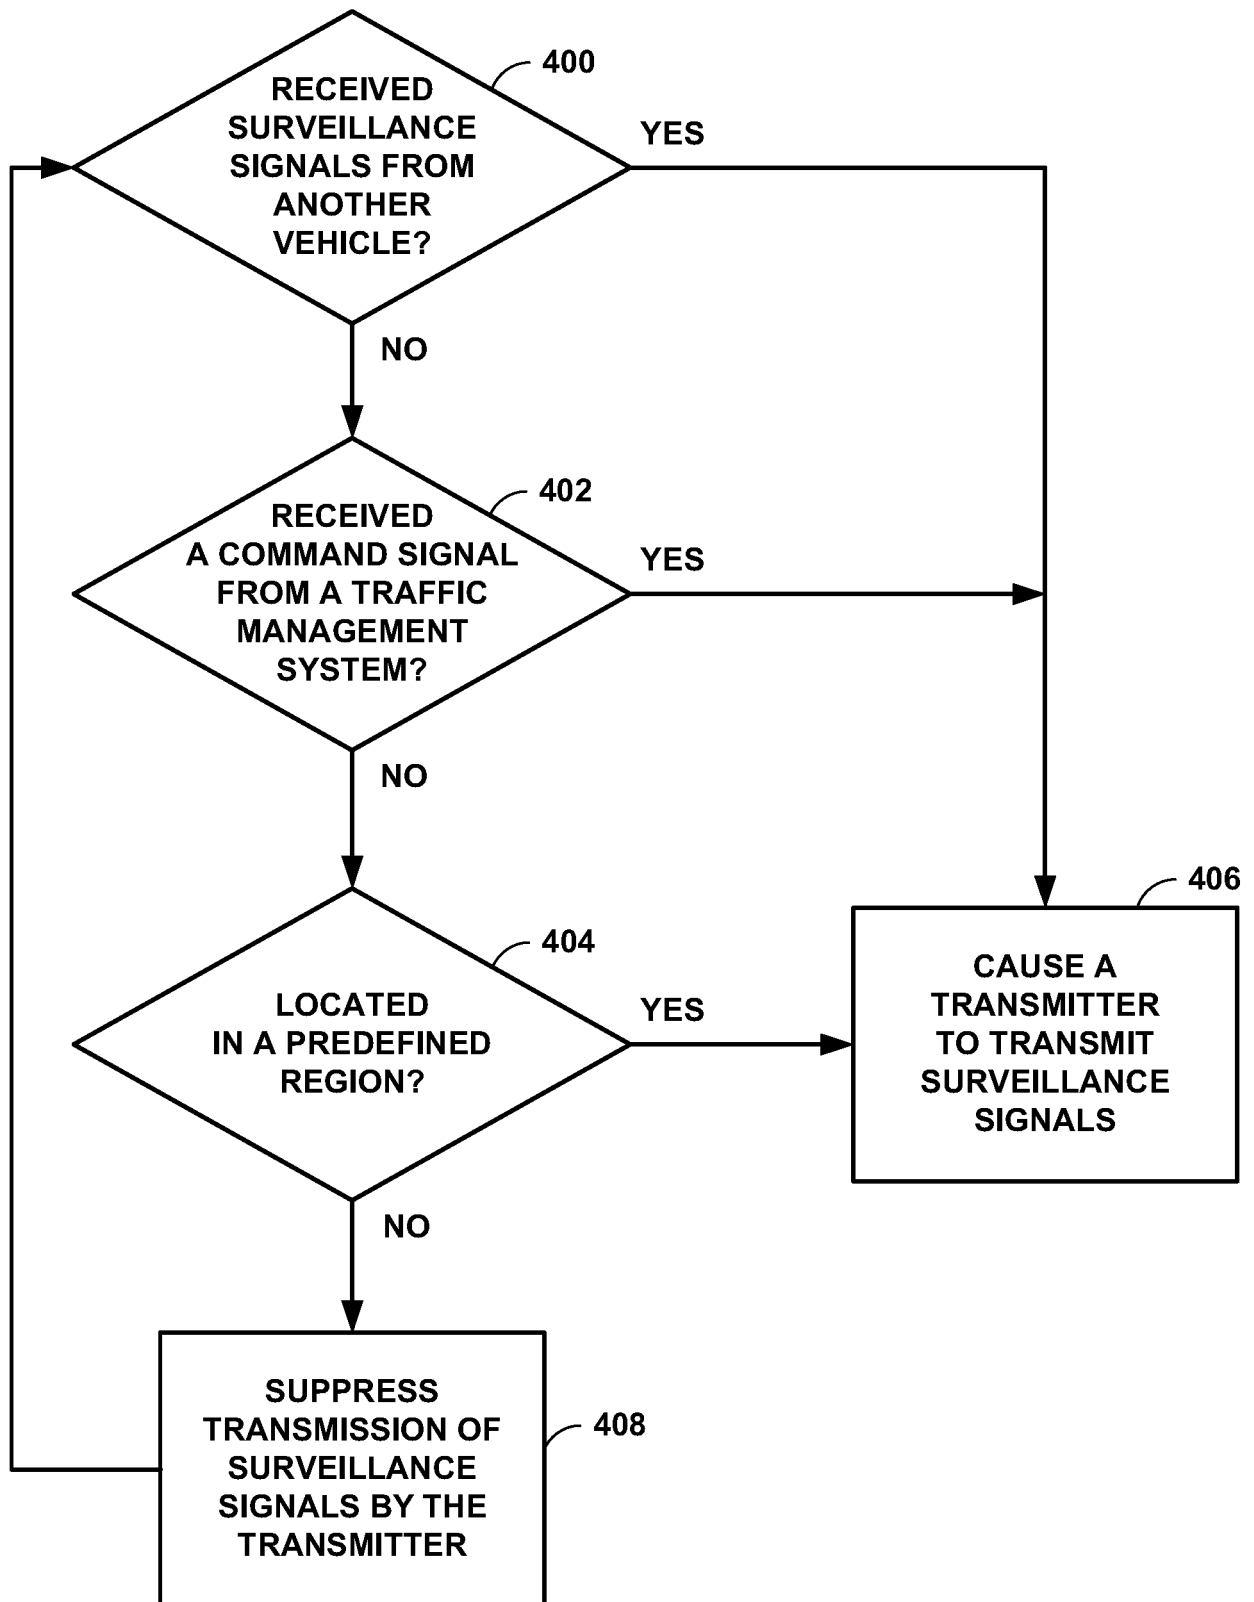 400
RECEIVED
SURVEILLANCE
SIGNALS FROM
ANOTHER
VEHICLE?
YES
NO
402
RECEIVED
A COMMAND SIGNAL
FROM A TRAFFIC
MANAGEMENT
SYSTEM?
YES
NO
404
LOCATED
IN A PREDEFINED
REGION?
YES
NO
406
CAUSE A
TRANSMITTER
TO TRANSMIT
SURVEILLANCE
SIGNALS
408
SUPPRESS
TRANSMISSION OF
SURVEILLANCE
SIGNALS BY THE
TRANSMITTER